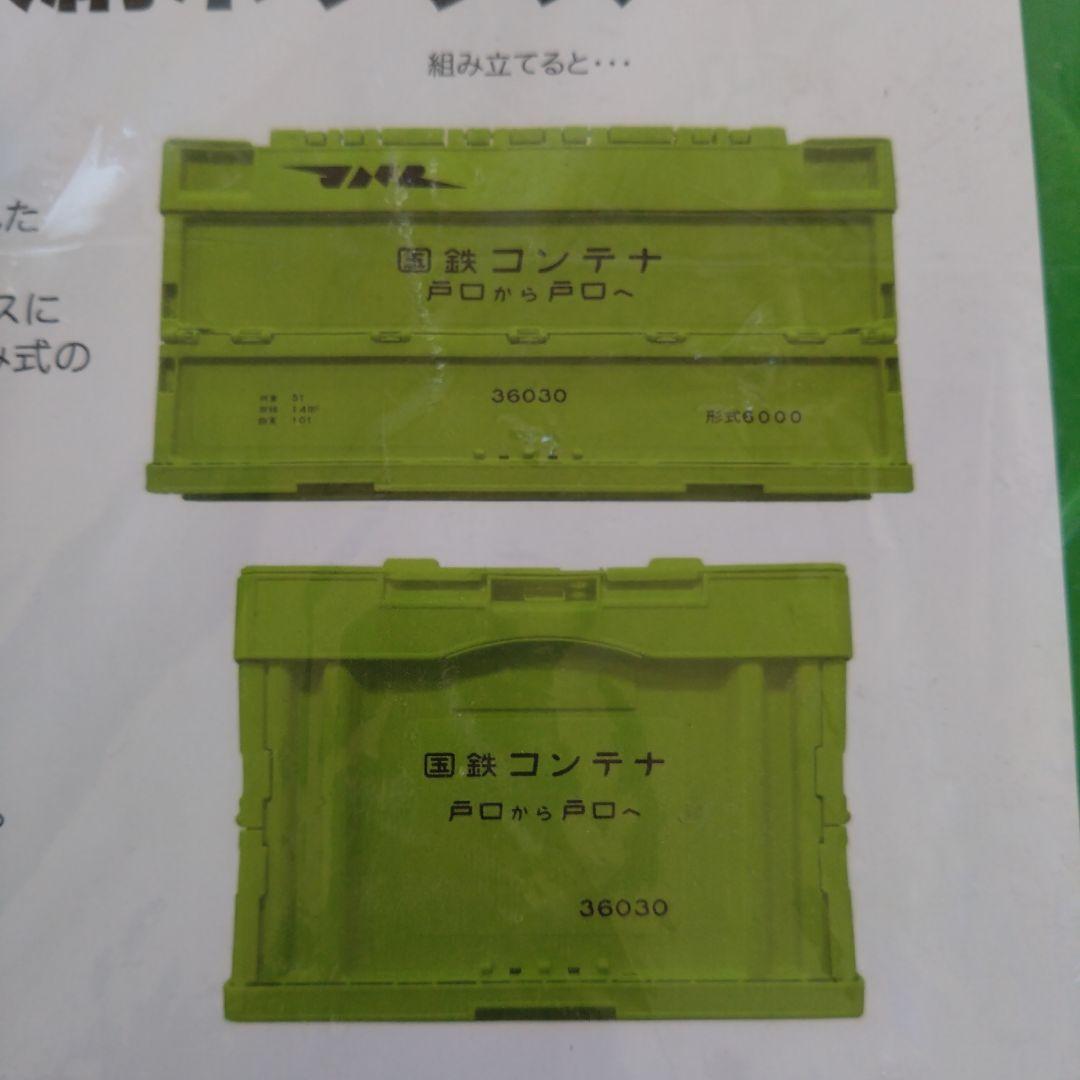 組み立てると・・・
た
スに
み式の
JNR
国鉄コンテナ
戸口から戸口へ
36030
形式6000
国鉄コンテナ
戸口から戸口へ
36030